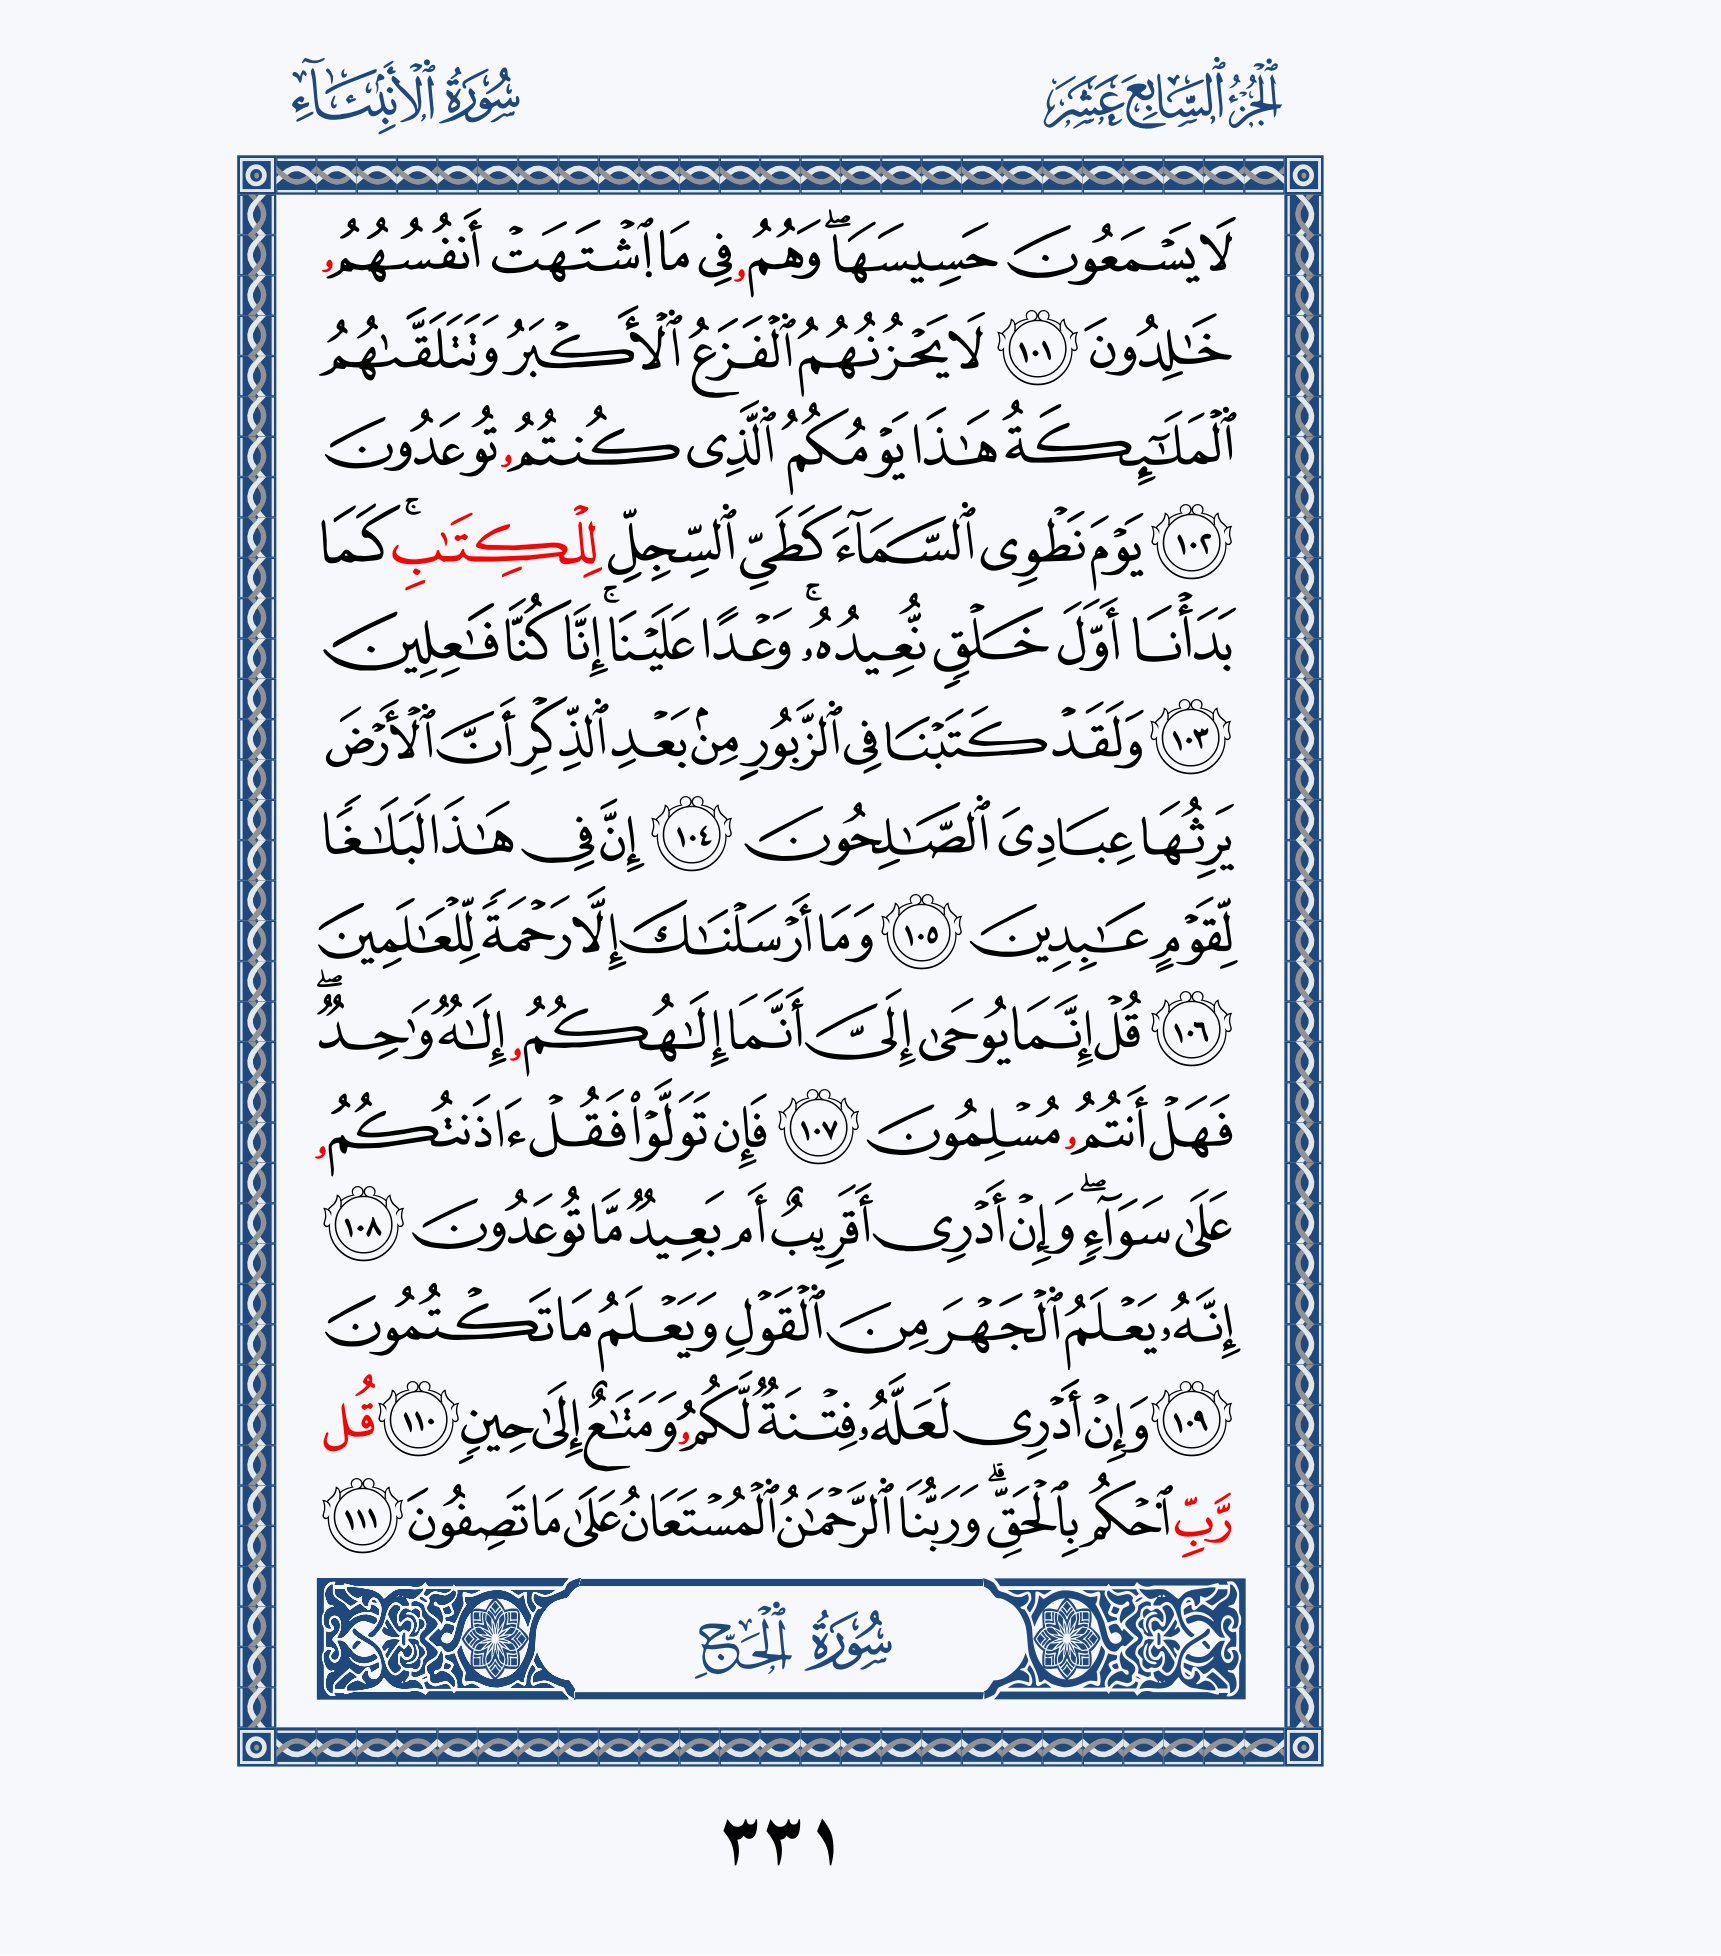 ٱلْجُزْءُ ٱلسَّابِعَ عَشَرَ
سُورَةُ ٱلْأَنۢبِيَآءِ
لَا يَسْمَعُونَ حَسِيسَهَاۖ وَهُمُۥ فِى مَا ٱشْتَهَتْ أَنفُسُهُمُۥ
خَٰلِدُونَ ١٠١ لَا يَحْزُنُهُمُ ٱلْفَزَعُ ٱلْأَكْبَرُ وَتَتَلَقَّىٰهُمُ
ٱلْمَلَٰٓئِكَةُ هَٰذَا يَوْمُكُمُ ٱلَّذِى كُنتُمُۥ تُوعَدُونَ
١٠٢ يَوْمَ نَطْوِى ٱلسَّمَآءَ كَطَىِّ ٱلسِّجِلِّ لِلْكِتَٰبِۚ كَمَا
بَدَأْنَا أَوَّلَ خَلْقٍ نُّعِيدُهُۥۚ وَعْدًا عَلَيْنَاۚ إِنَّا كُنَّا فَٰعِلِينَ
١٠٣ وَلَقَدْ كَتَبْنَا فِى ٱلزَّبُورِ مِنۢ بَعْدِ ٱلذِّكْرِ أَنَّ ٱلْأَرْضَ
يَرِثُهَا عِبَادِىَ ٱلصَّٰلِحُونَ ١٠٤ إِنَّ فِى هَٰذَا لَبَلَٰغًا
لِّقَوْمٍ عَٰبِدِينَ ١٠٥ وَمَا أَرْسَلْنَٰكَ إِلَّا رَحْمَةً لِّلْعَٰلَمِينَ
١٠٦ قُلْ إِنَّمَا يُوحَىٰ إِلَىَّ أَنَّمَا إِلَٰهُكُمُۥ إِلَٰهٌ وَٰحِدٌۖ
فَهَلْ أَنتُمُۥ مُسْلِمُونَ ١٠٧ فَإِن تَوَلَّوْا۟ فَقُلْ ءَاذَنتُكُمُۥ
عَلَىٰ سَوَآءٍۖ وَإِنْ أَدْرِى أَقَرِيبٌ أَم بَعِيدٌ مَّا تُوعَدُونَ ١٠٨
إِنَّهُۥ يَعْلَمُ ٱلْجَهْرَ مِنَ ٱلْقَوْلِ وَيَعْلَمُ مَا تَكْتُمُونَ
١٠٩ وَإِنْ أَدْرِى لَعَلَّهُۥ فِتْنَةٌ لَّكُمُۥ وَمَتَٰعٌ إِلَىٰ حِينٍ ١١٠ قُل
رَّبِّ ٱحْكُم بِٱلْحَقِّۗ وَرَبُّنَا ٱلرَّحْمَٰنُ ٱلْمُسْتَعَانُ عَلَىٰ مَا تَصِفُونَ ١١١
سُورَةُ ٱلْحَجِّ
٣٣١